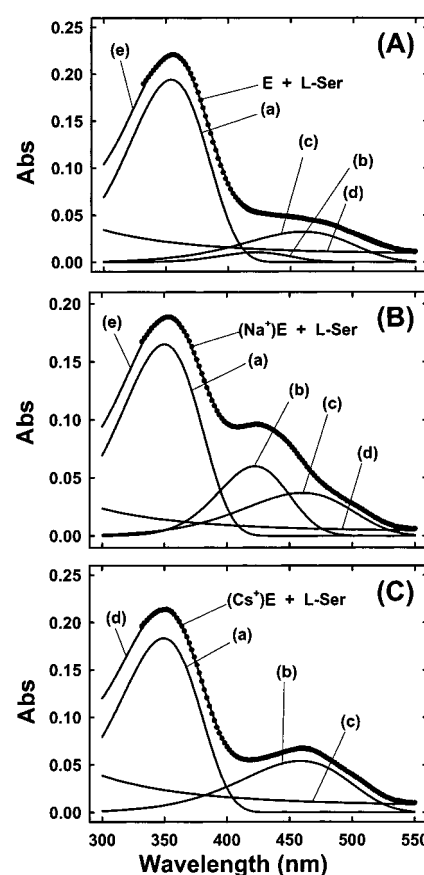 (A)
(e)
0.25
0.20
0.15
0.10
0.05
0.00
Abs
E + L-Ser
(a)
(c)
(b)
(d)
(B)
(e)
0.20
0.15
0.10
0.05
0.00
Abs
(Na⁺)E + L-Ser
(a)
(b)
(c)
(d)
(C)
(d)
0.25
0.20
0.15
0.10
0.05
0.00
Abs
(Cs⁺)E + L-Ser
(a)
(b)
(c)
300 350 400 450 500 550
Wavelength (nm)